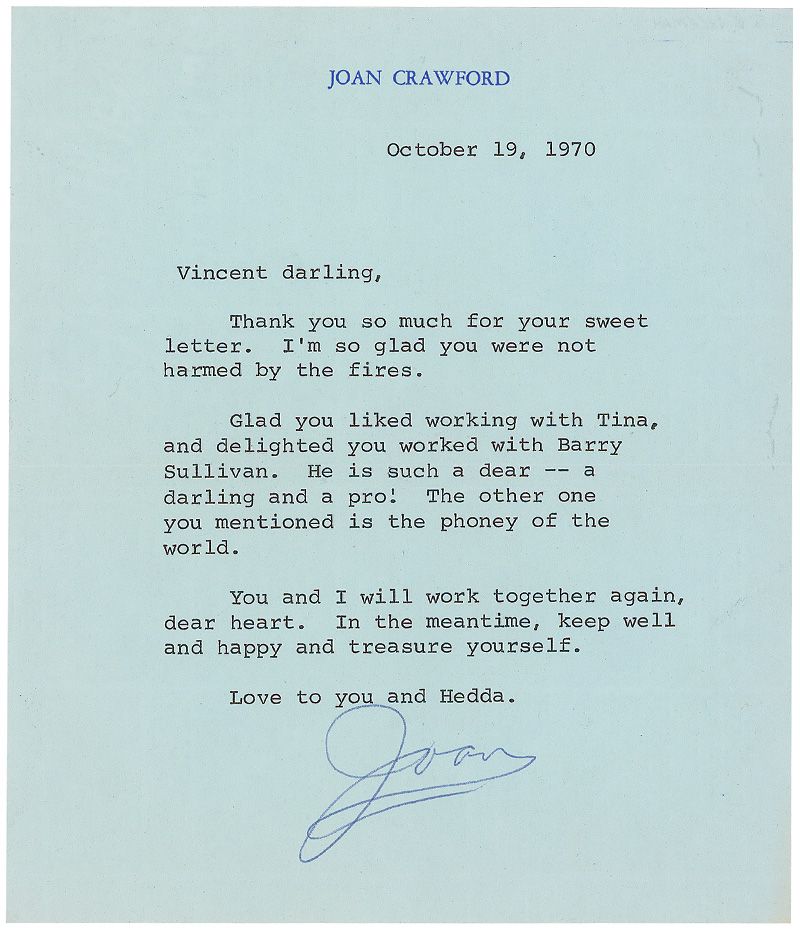 JOAN CRAWFORD
October 19, 1970
Vincent darling,
Thank you so much for your sweet
letter. I'm so glad you were not
harmed by the fires.
Glad you liked working with Tina,
and delighted you worked with Barry
Sullivan. He is such a dear -- a
darling and a pro! The other one
you mentioned is the phoney of the
world.
You and I will work together again,
dear heart. In the meantime, keep well
and happy and treasure yourself.
Love to you and Hedda.
Joan